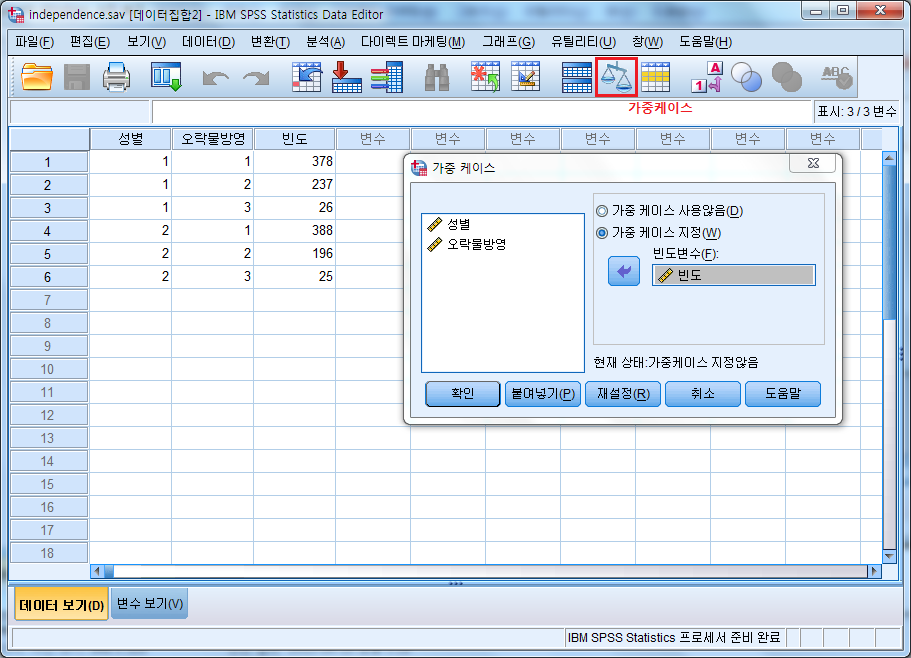 independence.sav [데이터집합2] - IBM SPSS Statistics Data Editor
파일(F) 편집(E) 보기(V) 데이터(D) 변환(T) 분석(A) 다이렉트 마케팅(M) 그래프(G) 유틸리티(U) 창(W) 도움말(H)
가중케이스
표시: 3 / 3 변수
성별 오락물방영 빈도 변수 변수 변수 변수 변수 변수 변수
1 1 1 378
2 1 2 237
3 1 3 26
4 2 1 388
5 2 2 196
6 2 3 25
7
8
9
10
11
12
13
14
15
16
17
18
가중 케이스
성별
오락물방영
가중 케이스 사용않음(D)
가중 케이스 지정(W)
빈도변수(F):
빈도
현재 상태:가중케이스 지정않음
확인 붙여넣기(P) 재설정(R) 취소 도움말
데이터 보기(D) 변수 보기(V)
IBM SPSS Statistics 프로세서 준비 완료